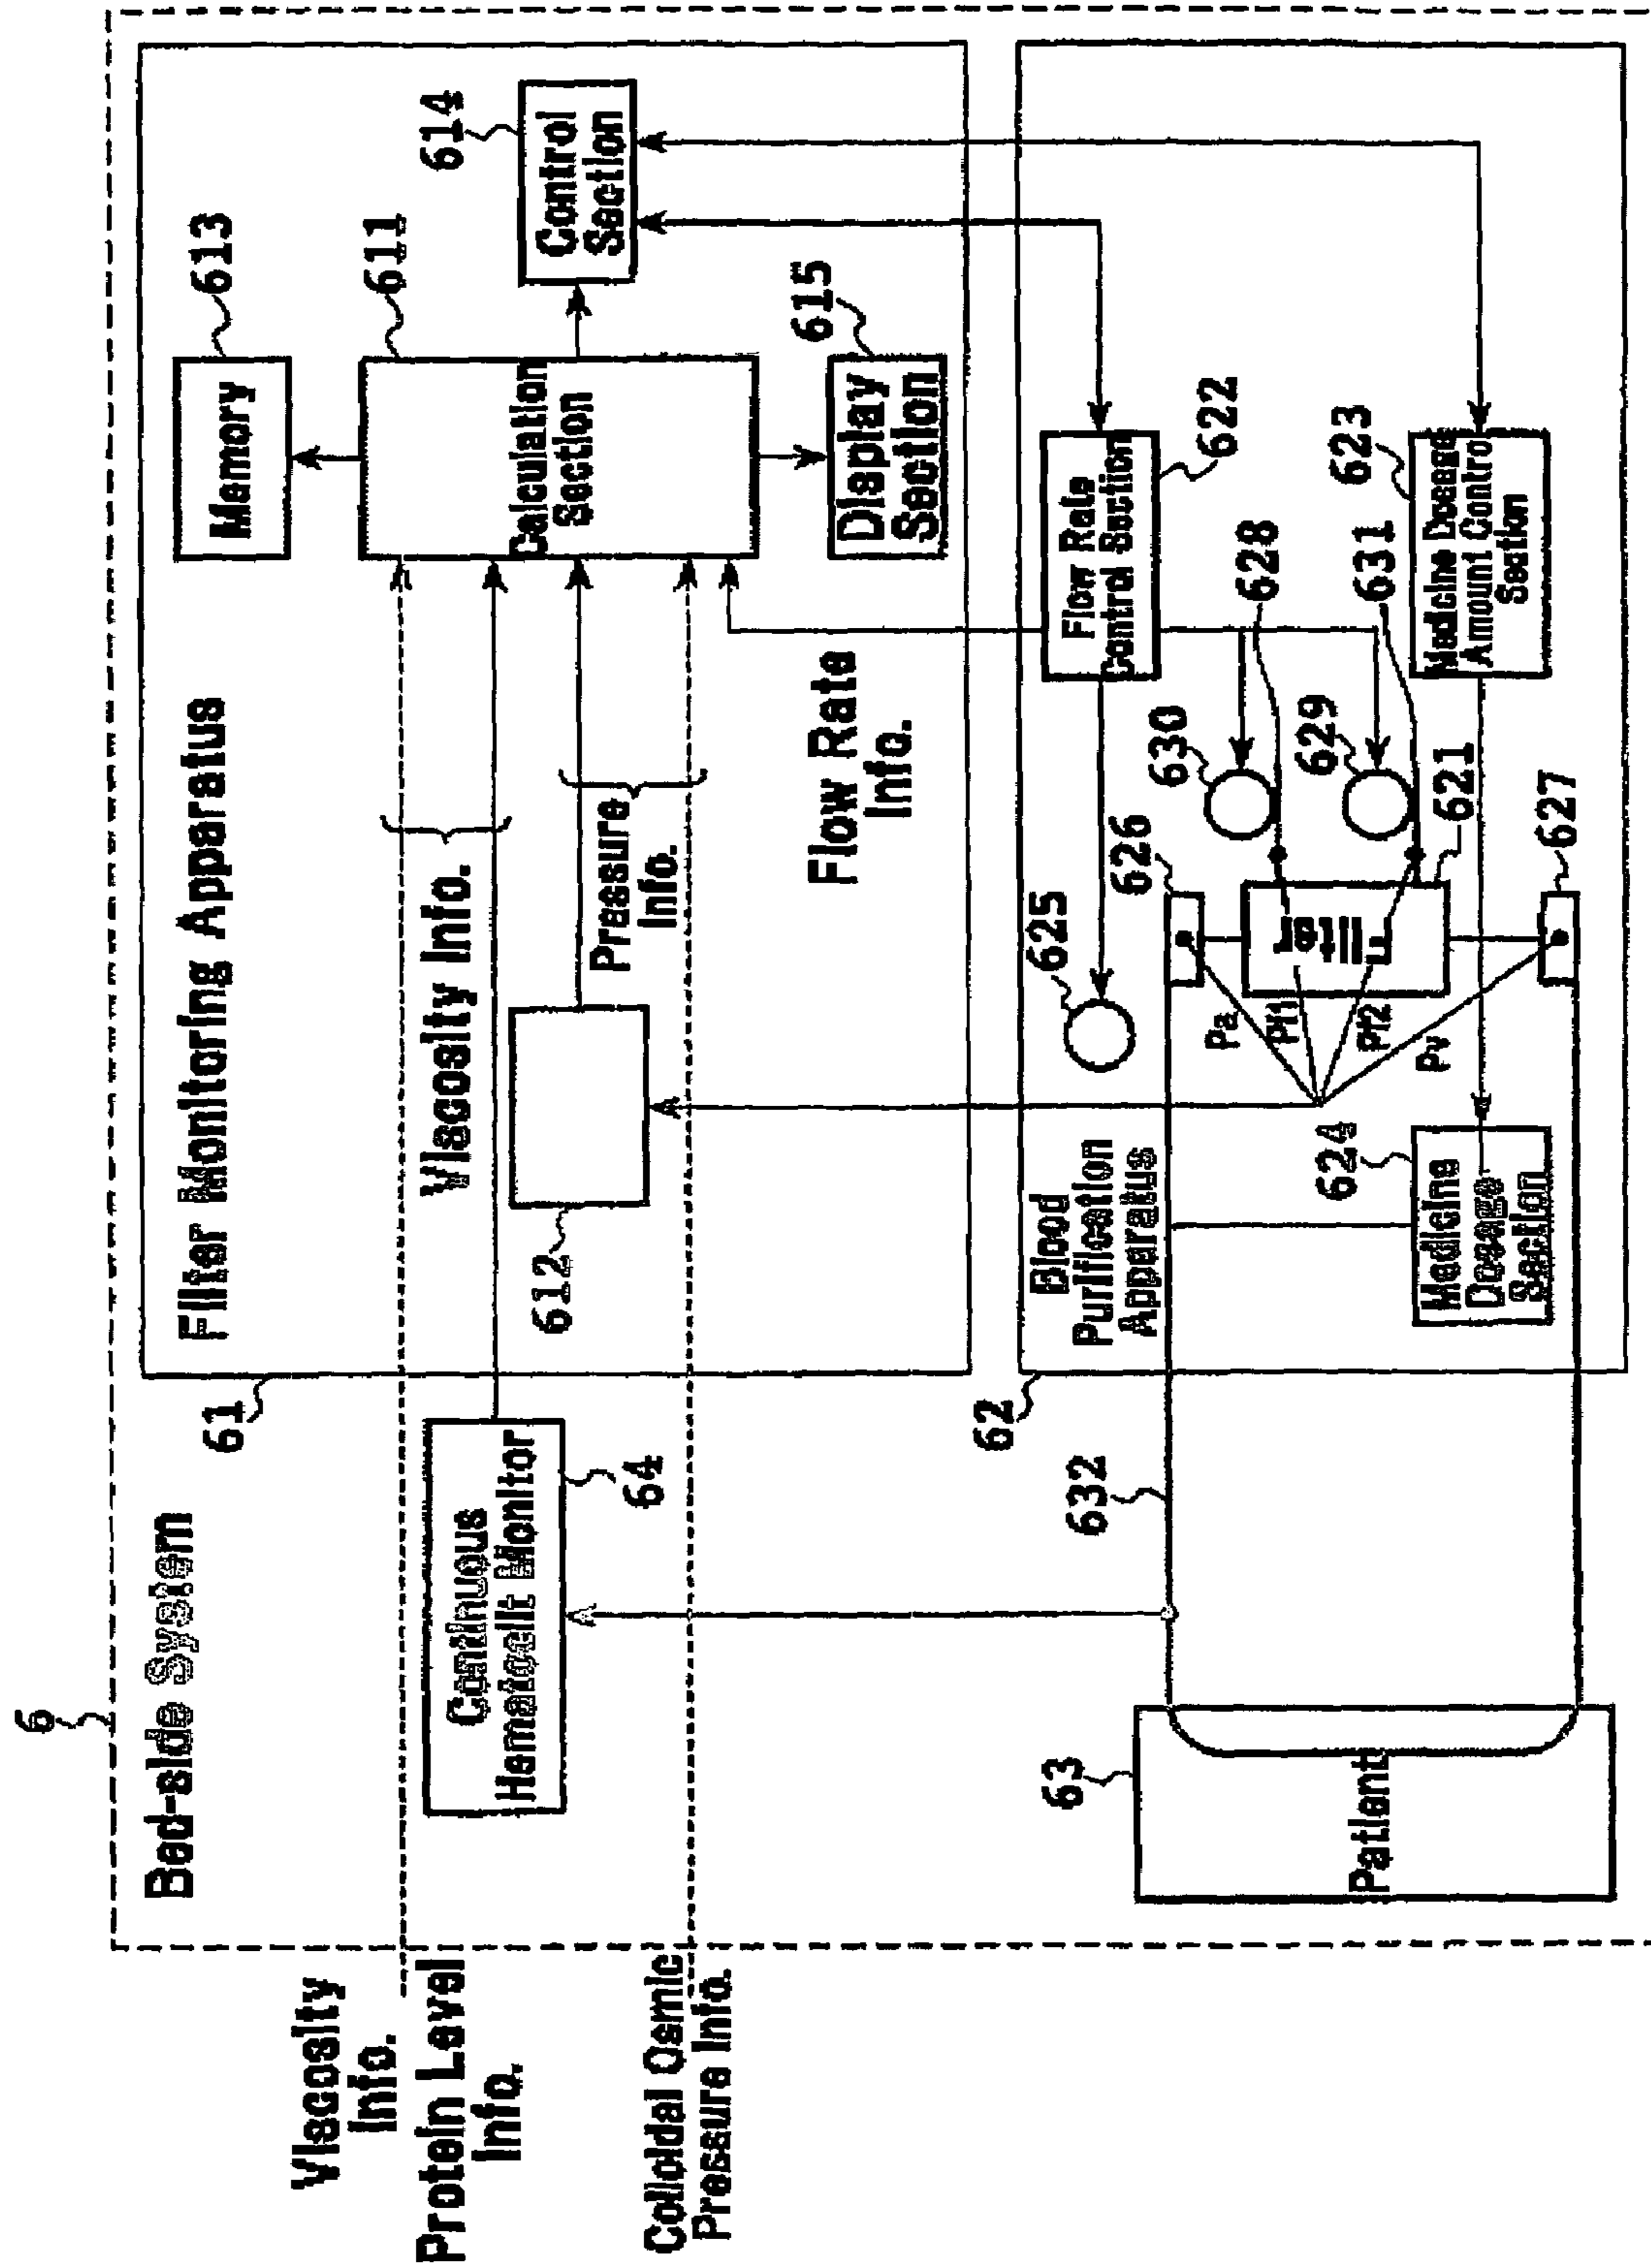 6
Bed-side System
Filter Monitoring Apparatus
61
613
Memory
611
Calculation
Section
614
Control
Section
615
Display
Section
Viscosity Info.
Pressure
Info.
Flow Rate
Info.
612
Continuous
Hematoclit Monitor
64
Viscosity
Info.
Protein Level
Info.
Colloidal Osmic
Pressure Info.
62
Blood
Purification
Apparatus
632
63
Patient
Flow Rate
Control Section
622
Medicine Dosage
Amount Control
Section
623
Medicine
Dosage
Section
624
625
626
630
628
629
631
621
627
Pa
Pf1
Pf2
Pv